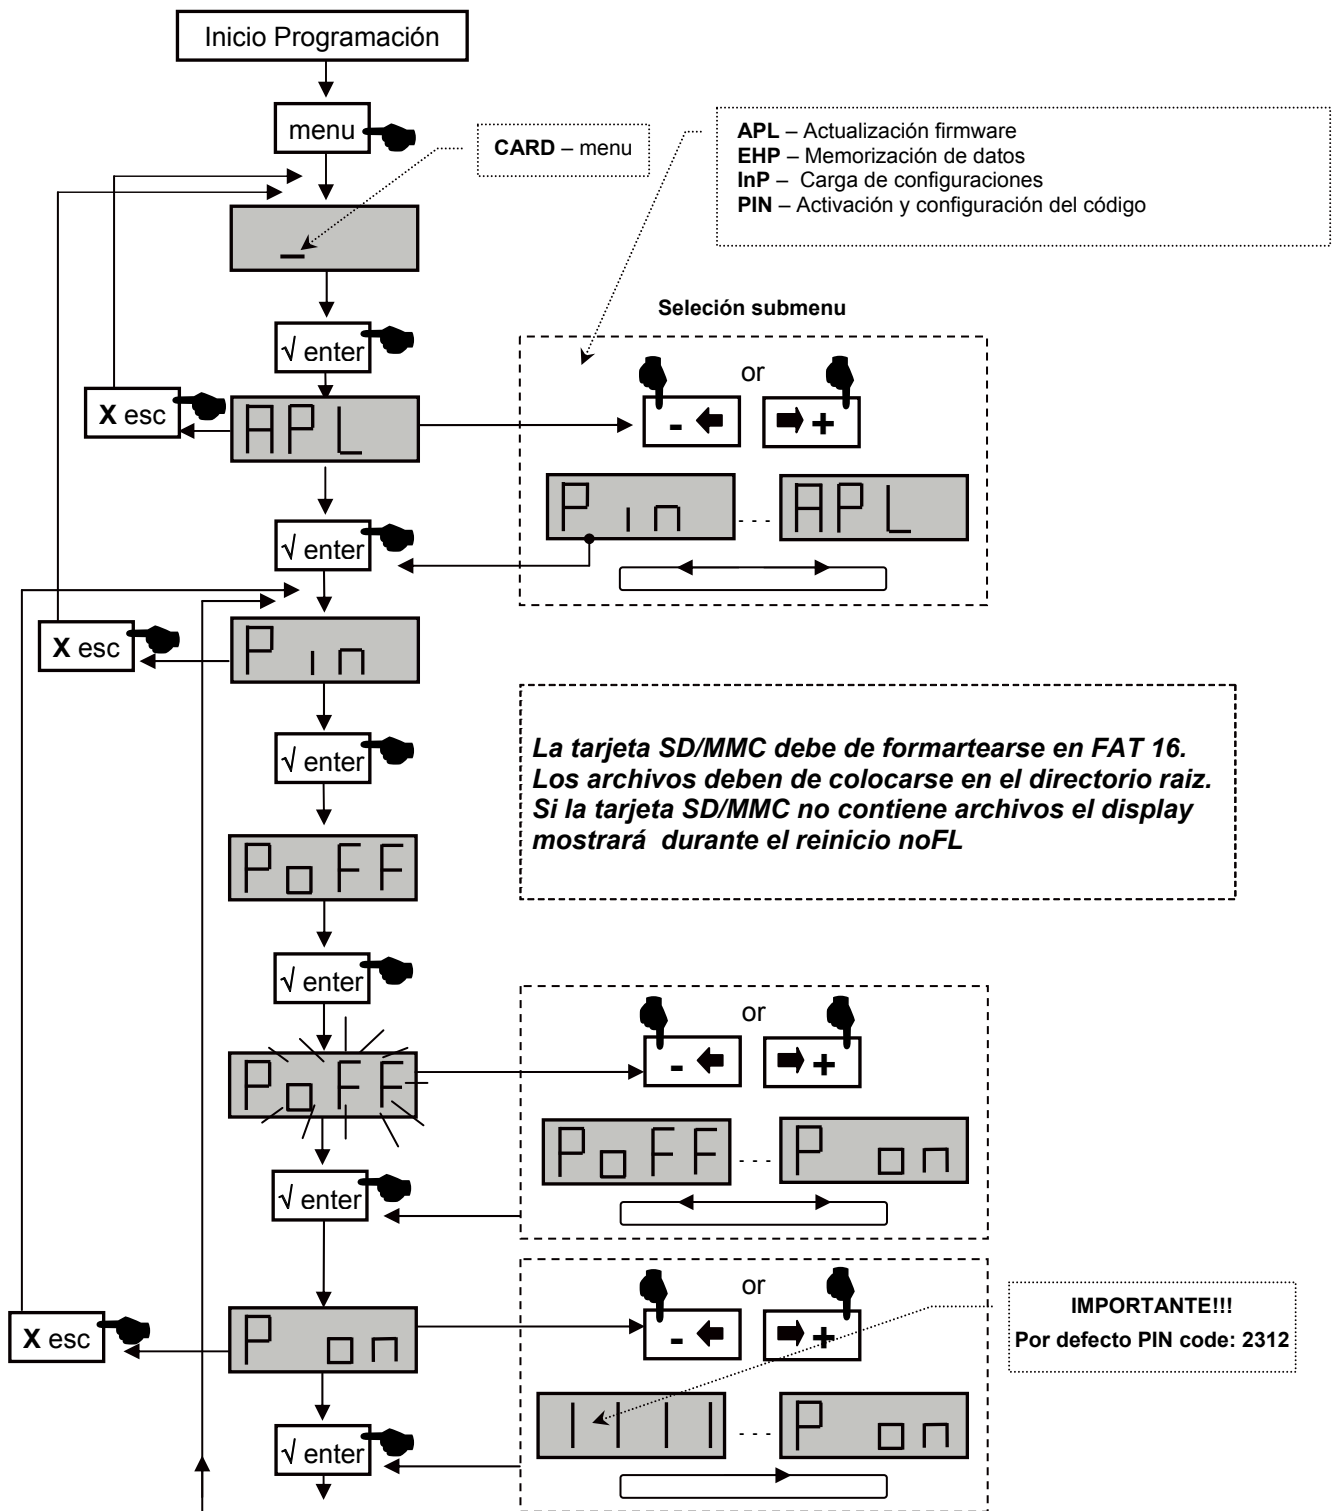 Inicio Programación
menu
CARD – menu
APL – Actualización firmware
EHP – Memorización de datos
InP – Carga de configuraciones
PIN – Activación y configuración del código
_
Seleción submenu
√ enter
or
X esc
APL
- +
Pin - - - APL
√ enter
X esc
Pin
La tarjeta SD/MMC debe de formartearse en FAT 16.
Los archivos deben de colocarse en el directorio raiz.
Si la tarjeta SD/MMC no contiene archivos el display
mostrará durante el reinicio noFL
√ enter
PoFF
√ enter
or
- +
PoFF
PoFF - - - P on
√ enter
or
IMPORTANTE!!!
Por defecto PIN code: 2312
X esc
P on
- +
1111 - - - P on
√ enter